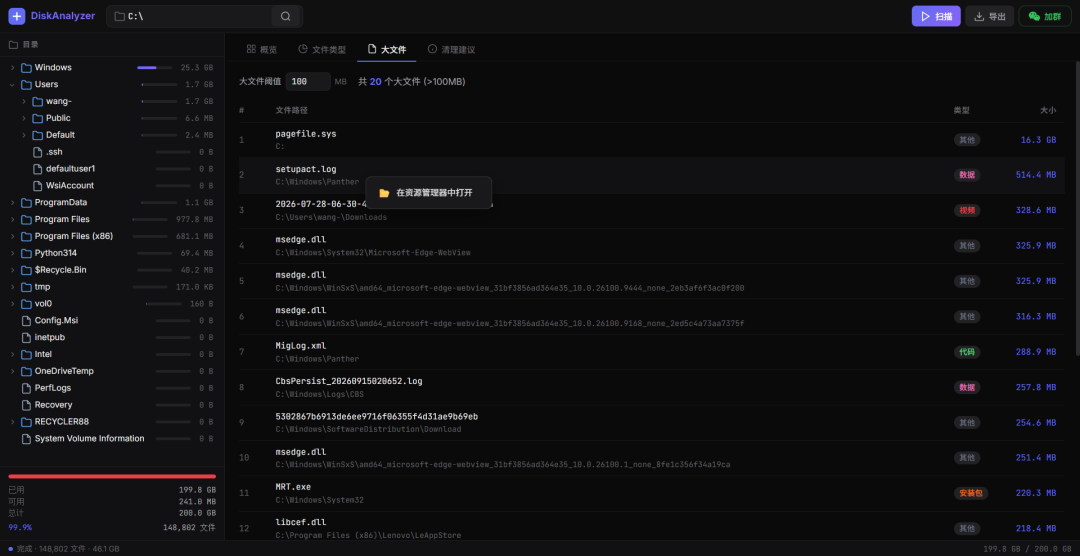 DiskAnalyzer
C:\
扫描
导出
加群
目录
Windows 25.3 GB
Users 1.7 GB
wang- 1.7 GB
Public 6.6 MB
Default 2.4 MB
.ssh 0 B
defaultuser1 0 B
WsiAccount 0 B
ProgramData 1.1 GB
Program Files 977.8 MB
Program Files (x86) 681.1 MB
Python314 69.4 MB
$Recycle.Bin 40.2 MB
tmp 171.0 KB
vol0 160 B
Config.Msi 0 B
inetpub 0 B
Intel 0 B
OneDriveTemp 0 B
PerfLogs 0 B
Recovery 0 B
RECYCLER88 0 B
System Volume Information 0 B
已用 199.8 GB
可用 241.0 MB
总计 200.0 GB
99.9% 148,802 文件
概览 文件类型 大文件 清理建议
大文件阈值 100 MB 共 20 个大文件 (>100MB)
# 文件路径 类型 大小
1 pagefile.sys 其他 16.3 GB
C:
2 setupact.log 数据 514.4 MB
C:\Windows\Panther
在资源管理器中打开
3 2026-07-28-06-30-4 视频 328.6 MB
C:\Users\wang-\Downloads
4 msedge.dll 其他 325.9 MB
C:\Windows\System32\Microsoft-Edge-WebView
5 msedge.dll 其他 325.9 MB
C:\Windows\WinSxS\amd64_microsoft-edge-webview_31bf3856ad364e35_10.0.26100.9444_none_2eb3af6f3ac0f200
6 msedge.dll 其他 316.3 MB
C:\Windows\WinSxS\amd64_microsoft-edge-webview_31bf3856ad364e35_10.0.26100.9168_none_2ed5c4a73aa7375f
7 MigLog.xml 代码 288.9 MB
C:\Windows\Panther
8 CbsPersist_20260915020652.log 数据 257.8 MB
C:\Windows\Logs\CBS
9 5302867b6913de6ee9716f06355f4d31ae9b69eb 其他 254.6 MB
C:\Windows\SoftwareDistribution\Download
10 msedge.dll 其他 251.4 MB
C:\Windows\WinSxS\amd64_microsoft-edge-webview_31bf3856ad364e35_10.0.26100.1_none_8fe1c356f34a19ca
11 MRT.exe 安装包 220.3 MB
C:\Windows\System32
12 libcef.dll 其他 218.4 MB
C:\Program Files (x86)\Lenovo\LeAppStore
完成 · 148,802 文件 · 46.1 GB
199.8 GB / 200.0 GB